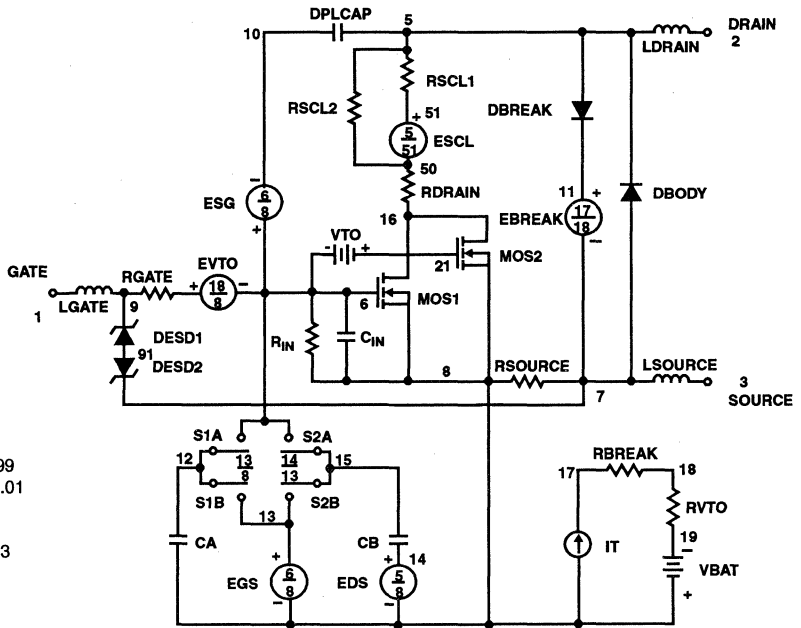 DPLCAP
5
10
DRAIN
2
LDRAIN
RSCL1
RSCL2
DBREAK
+ 51
5
51
ESCL
50
RDRAIN
ESG
-
6
8
+
11
+
EBREAK
17
18
-
DBODY
16
VTO
- +
21
MOS2
GATE
1
LGATE
RGATE
9
EVTO
+
18
8
-
6
MOS1
DESD1
91
DESD2
RIN
CIN
8
RSOURCE
LSOURCE
7
3
SOURCE
S1A
S2A
12
13
8
14
13
15
S1B
S2B
13
99
.01
3
CA
CB
+
EGS
6
8
-
+
14
EDS
5
8
-
RBREAK
17
18
RVTO
19
IT
-
VBAT
+